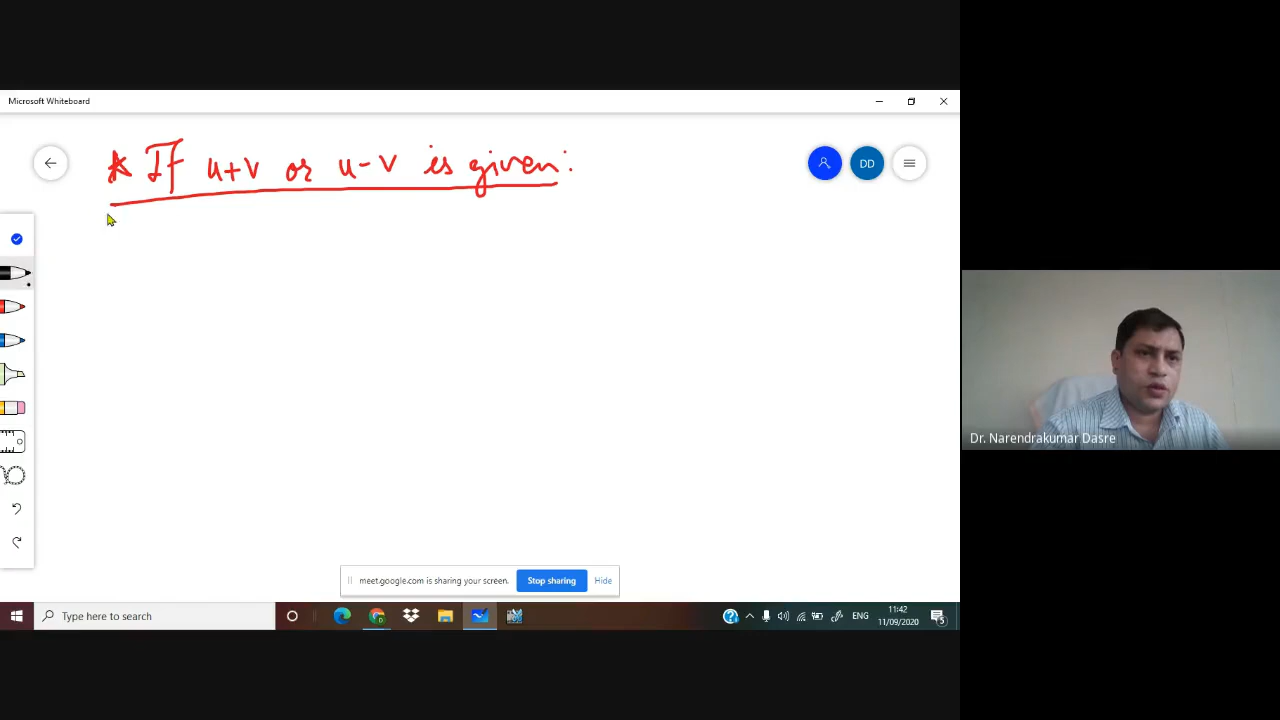 Microsoft Whiteboard
* If u+v or u-v is given:
DD
Dr. Narendrakumar Dasre
meet.google.com is sharing your screen.
Stop sharing
Hide
Type here to search
ENG
11:42
11/09/2020
5